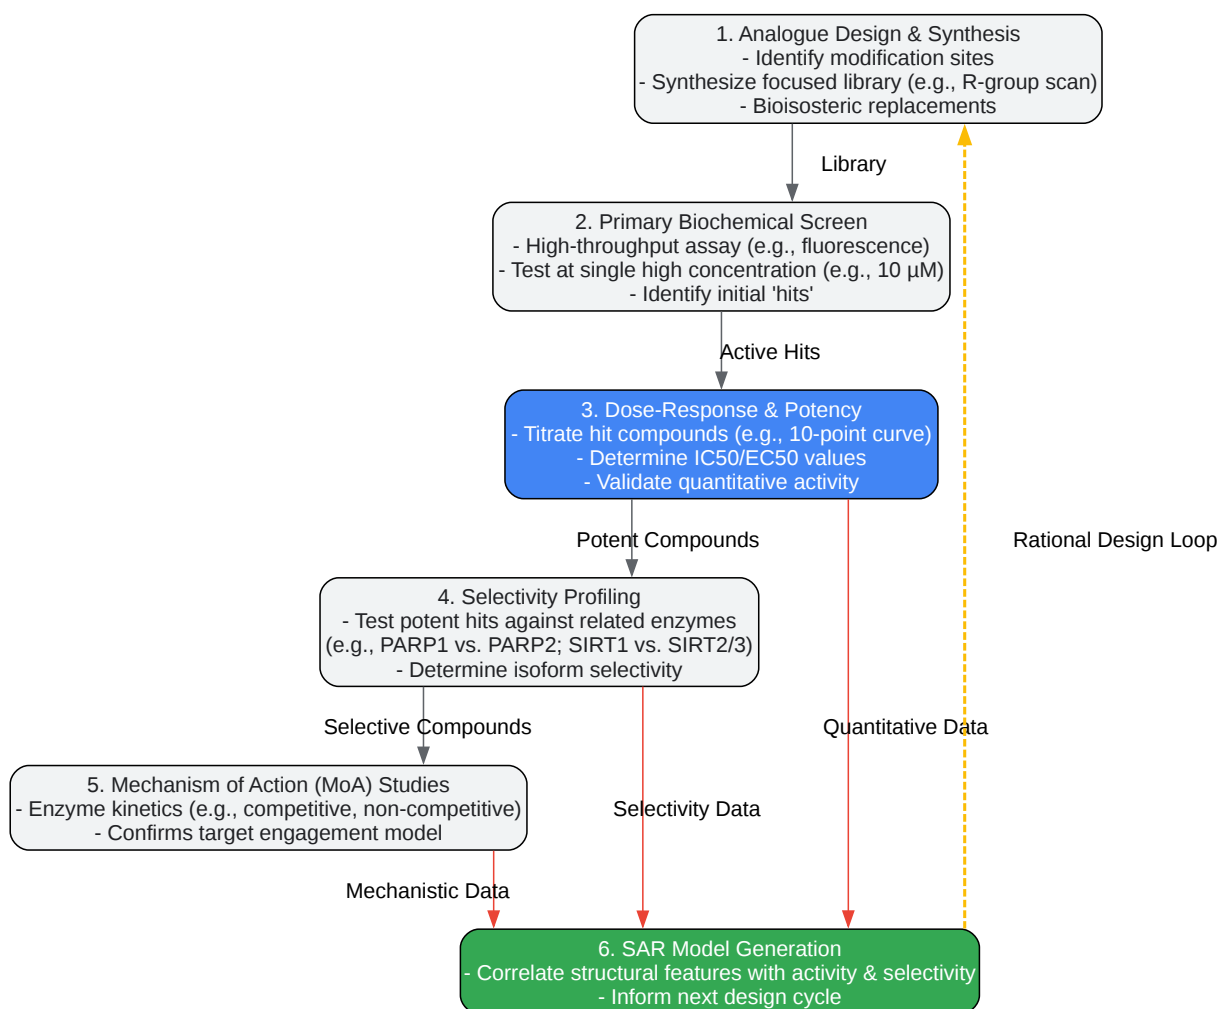 1. Analogue Design & Synthesis
- Identify modification sites
- Synthesize focused library (e.g., R-group scan)
- Bioisosteric replacements
Library
2. Primary Biochemical Screen
- High-throughput assay (e.g., fluorescence)
- Test at single high concentration (e.g., 10 µM)
- Identify initial 'hits'
Active Hits
3. Dose-Response & Potency
- Titrate hit compounds (e.g., 10-point curve)
- Determine IC50/EC50 values
- Validate quantitative activity
Potent Compounds
Rational Design Loop
4. Selectivity Profiling
- Test potent hits against related enzymes
(e.g., PARP1 vs. PARP2; SIRT1 vs. SIRT2/3)
- Determine isoform selectivity
Selective Compounds
Quantitative Data
5. Mechanism of Action (MoA) Studies
- Enzyme kinetics (e.g., competitive, non-competitive)
- Confirms target engagement model
Selectivity Data
Mechanistic Data
6. SAR Model Generation
- Correlate structural features with activity & selectivity
- Inform next design cycle